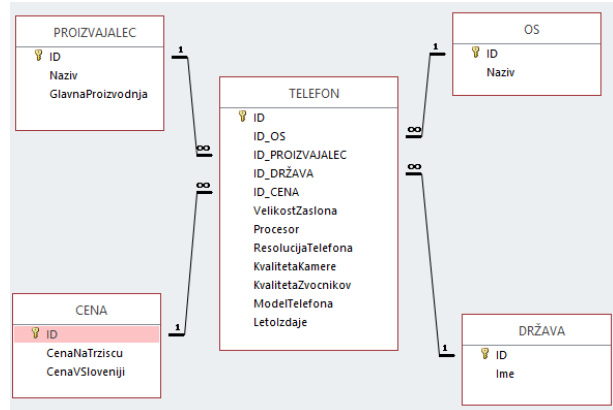 PROIZVAJALEC
ID
Naziv
GlavnaProizvodnja
1
∞
TELEFON
ID
ID_OS
ID_PROIZVAJALEC
ID_DRŽAVA
ID_CENA
VelikostZaslona
Procesor
ResolucijaTelefona
KvalitetaKamere
KvalitetaZvocnikov
ModelTelefona
LetoIzdaje
OS
ID
Naziv
1
∞
CENA
ID
CenaNaTrziscu
CenaVSloveniji
1
∞
DRŽAVA
ID
Ime
1
∞